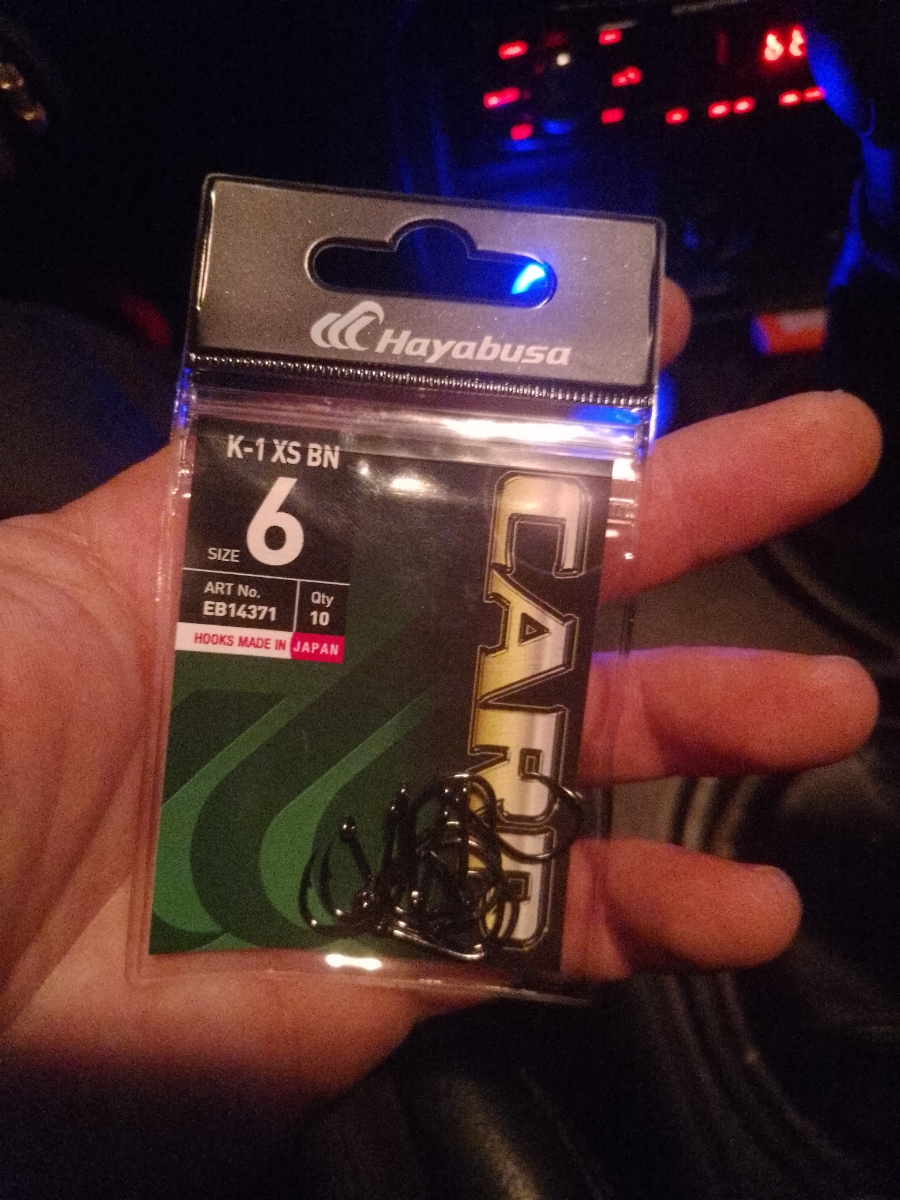 Hayabusa
K-1 XS BN
SIZE 6
ART No.
EB14371
Qty
10
HOOKS MADE IN JAPAN
CARP